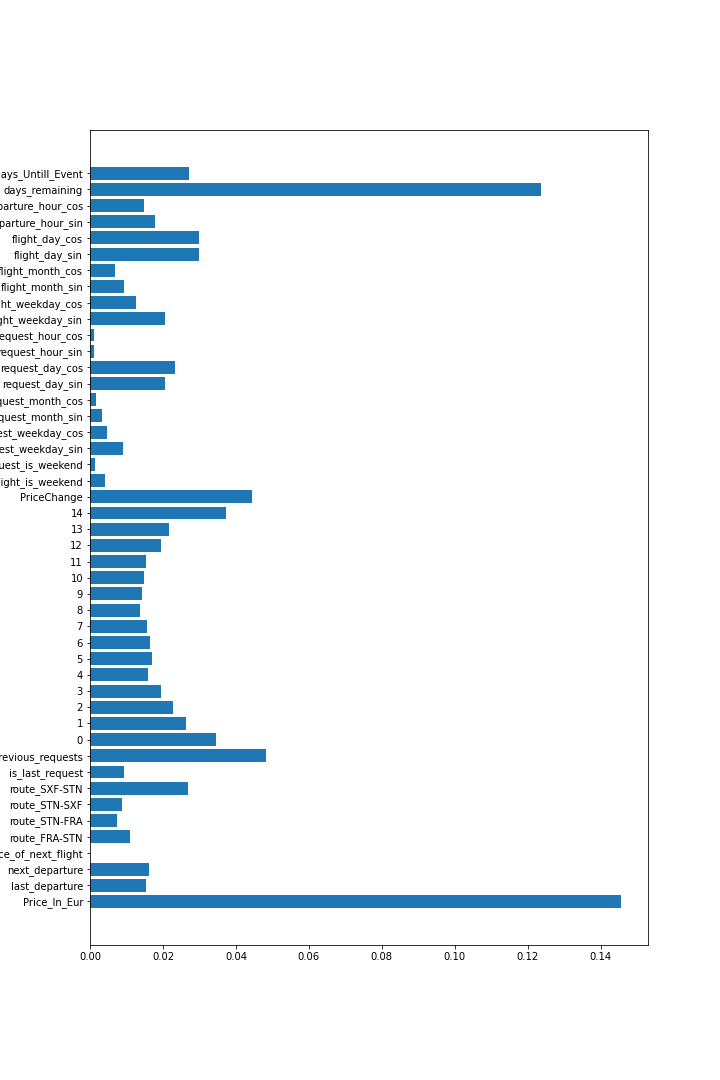 ays_Untill_Event
days_remaining
parture_hour_cos
parture_hour_sin
flight_day_cos
flight_day_sin
flight_month_cos
flight_month_sin
ht_weekday_cos
ght_weekday_sin
equest_hour_cos
request_hour_sin
request_day_cos
request_day_sin
quest_month_cos
quest_month_sin
est_weekday_cos
est_weekday_sin
uest_is_weekend
ight_is_weekend
PriceChange
14
13
12
11
10
9
8
7
6
5
4
3
2
1
0
revious_requests
is_last_request
route_SXF-STN
route_STN-SXF
route_STN-FRA
route_FRA-STN
ce_of_next_flight
next_departure
last_departure
Price_In_Eur
0.00 0.02 0.04 0.06 0.08 0.10 0.12 0.14